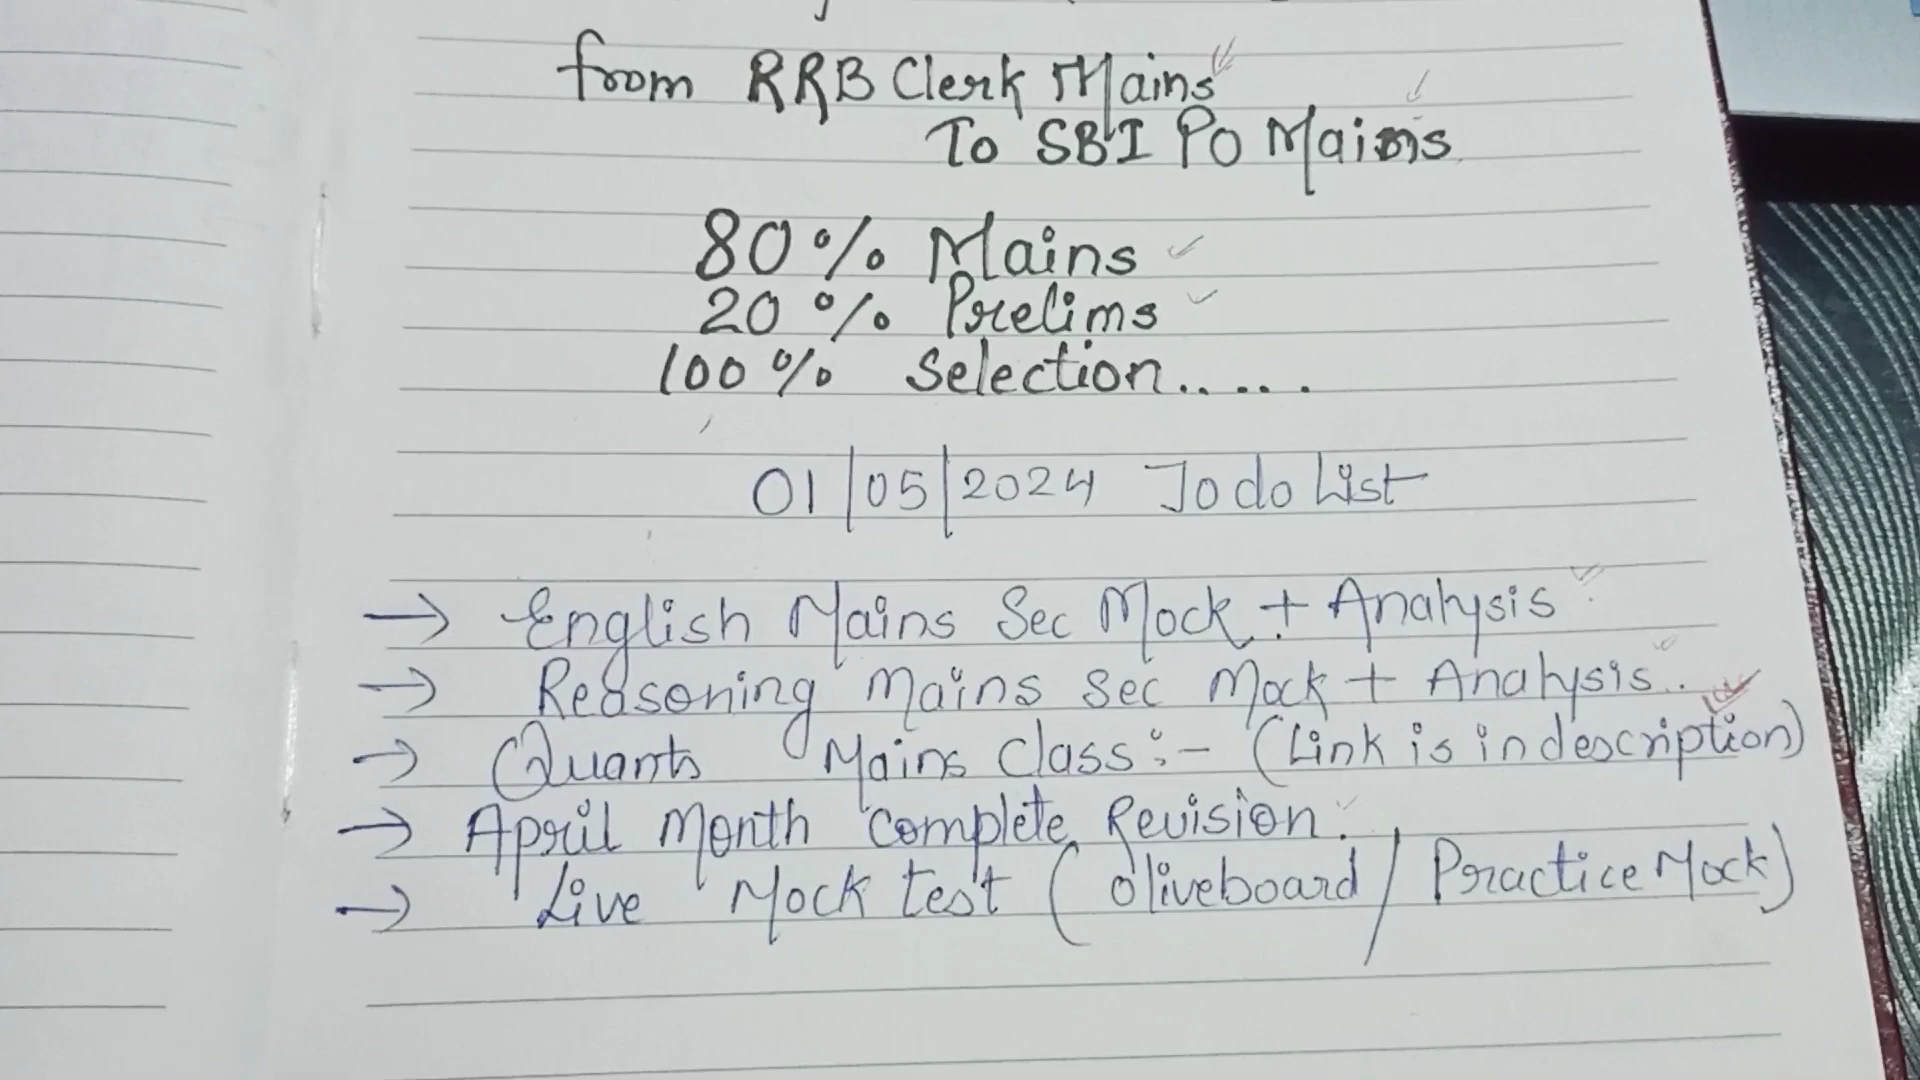 from RRB Clerk Mains
To SBI PO Mains
80% Mains
20% Prelims
100% Selection.....
01/05/2024 To do List
→ English Mains Sec Mock + Analysis
→ Reasoning Mains Sec Mock + Analysis..
→ Quants Mains Class:- (Link is in description)
→ April Month Complete Revision.
→ Live Mock test (Oliveboard / Practice Mock)